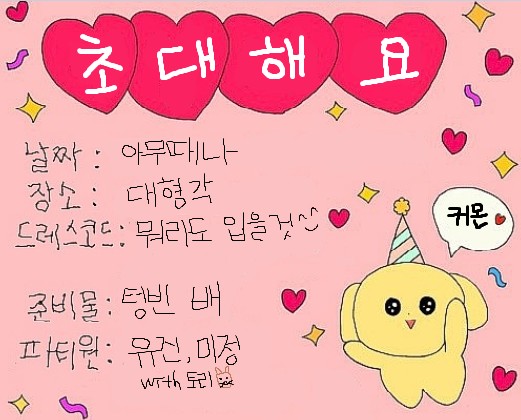 초대해요
날짜 : 아무때나
장소 : 대형각
드레스코드 : 뭐라도 입을것^^
커몬
준비물 : 텅빈 배
파티원 : 유진, 미정
with 토리